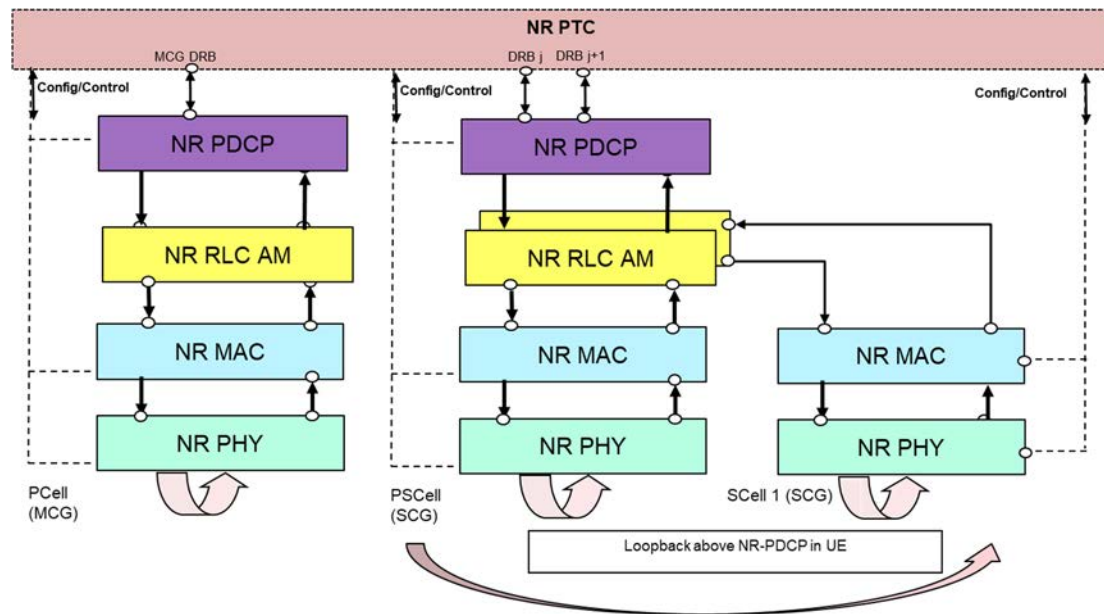 NR PTC
MCG DRB
DRB j
DRB j+1
Config/Control
Config/Control
Config/Control
NR PDCP
NR PDCP
NR RLC AM
NR RLC AM
NR MAC
NR MAC
NR MAC
NR PHY
NR PHY
NR PHY
PCell
(MCG)
PSCell
(SCG)
SCell 1 (SCG)
Loopback above NR-PDCP in UE